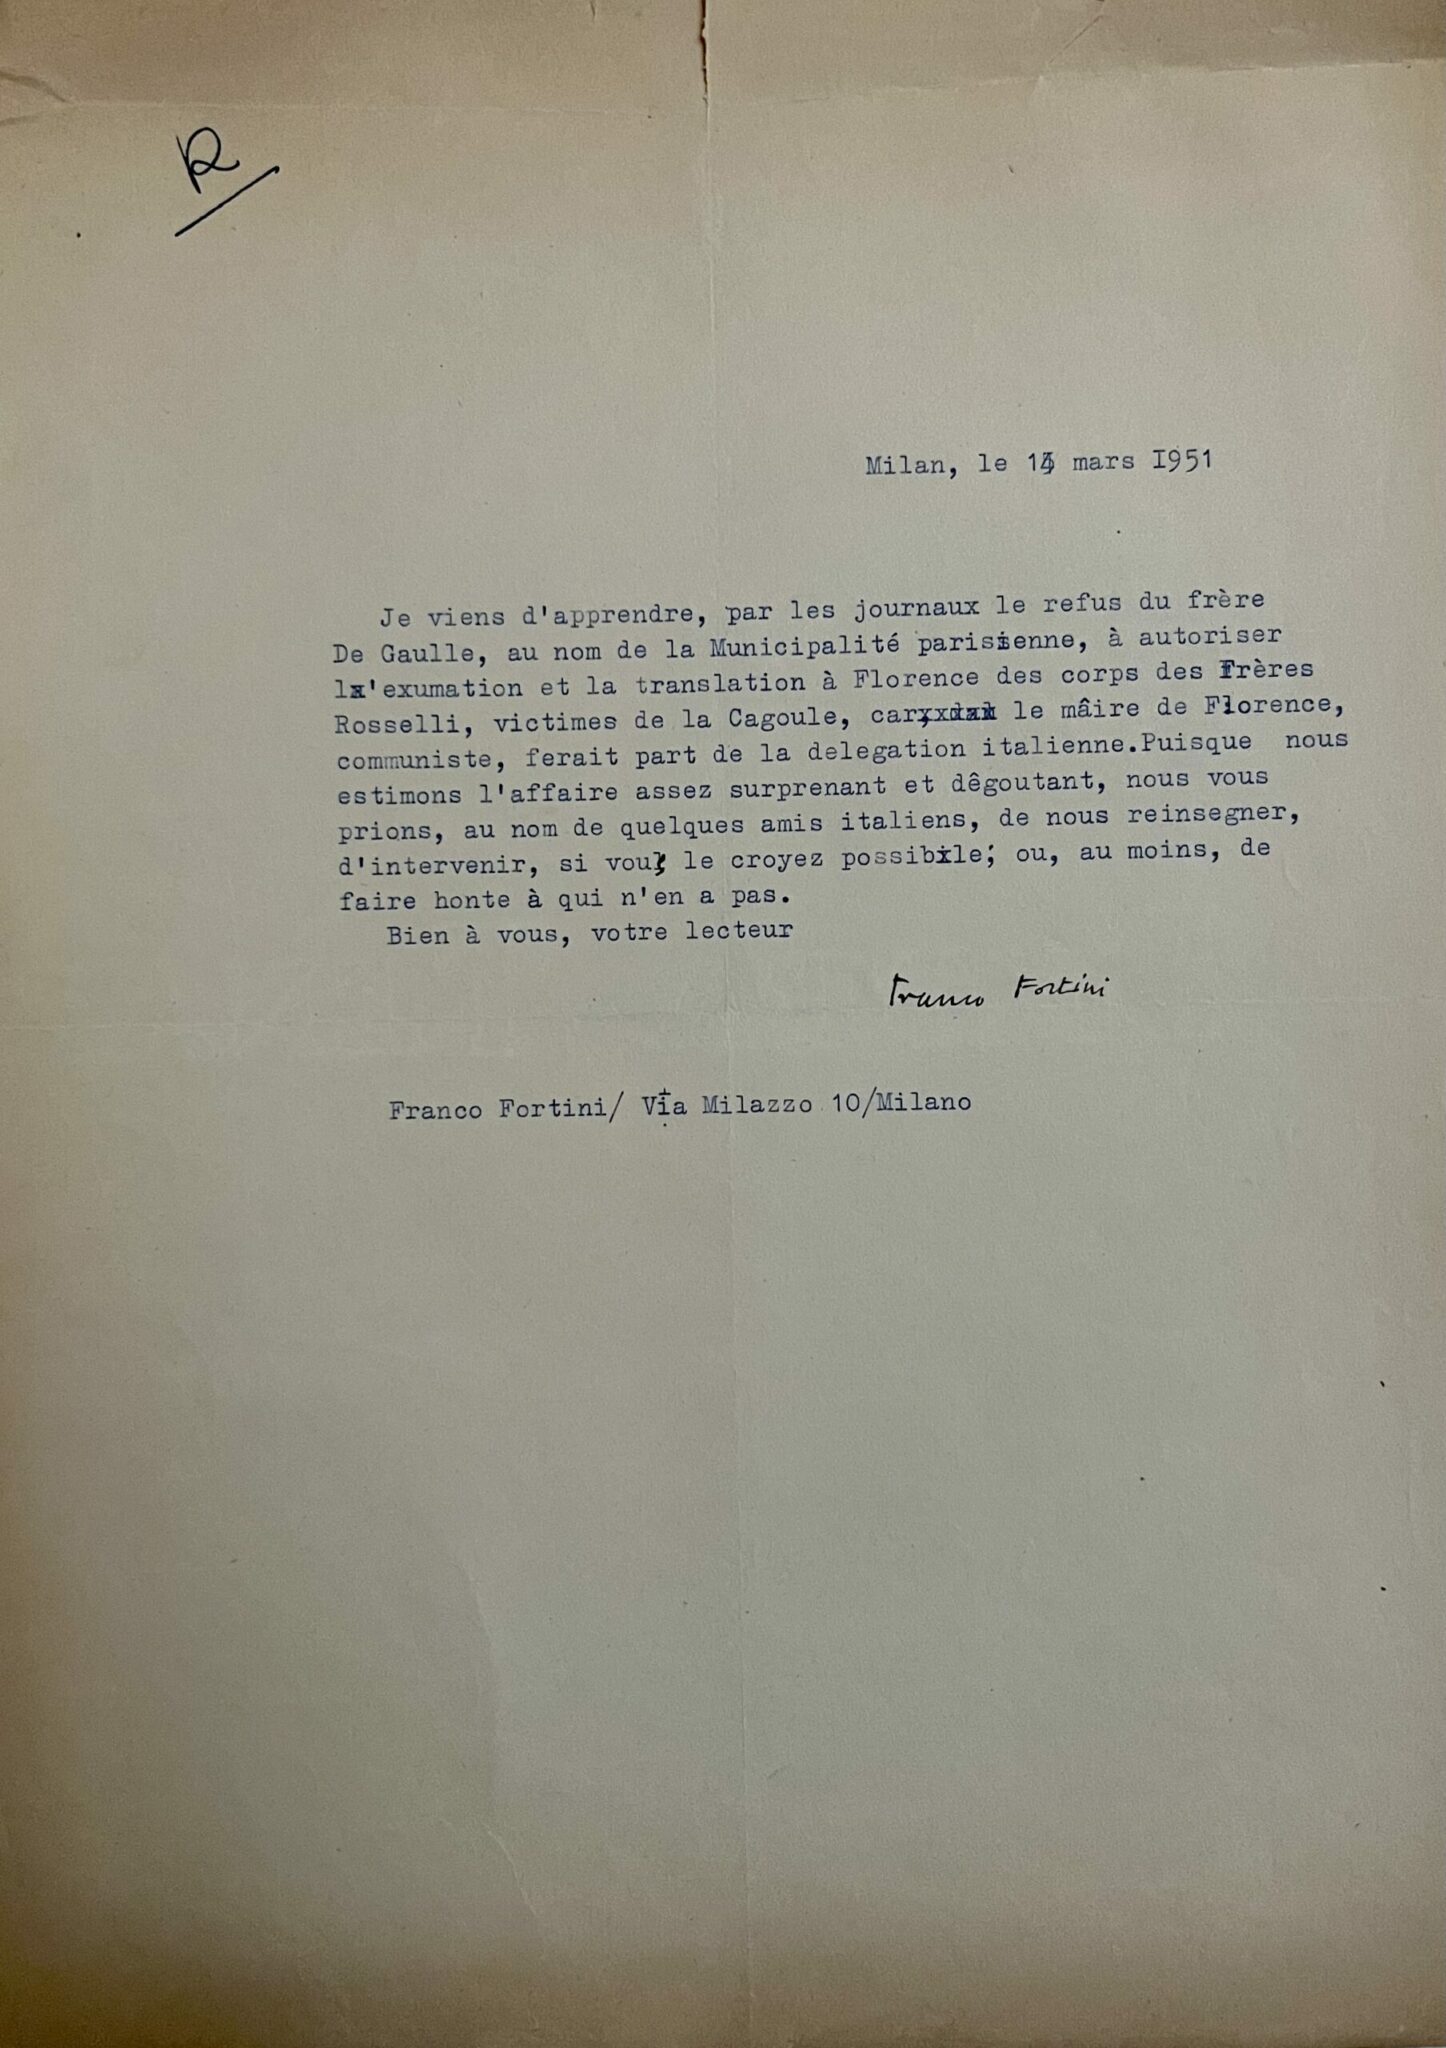 R
Milan, le 14 mars I951
Je viens d'apprendre, par les journaux le refus du frère
De Gaulle, au nom de la Municipalité parisienne, à autoriser
l'exumation et la translation à Florence des corps des frères
Rosselli, victimes de la Cagoule, car le mâire de Florence,
communiste, ferait part de la delegation italienne.Puisque nous
estimons l'affaire assez surprenant et dêgoutant, nous vous
prions, au nom de quelques amis italiens, de nous reinsegner,
d'intervenir, si vous le croyez possibile; ou, au moins, de
faire honte à qui n'en a pas.
Bien à vous, votre lecteur
Franco Fortini
Franco Fortini/ Via Milazzo 10/Milano